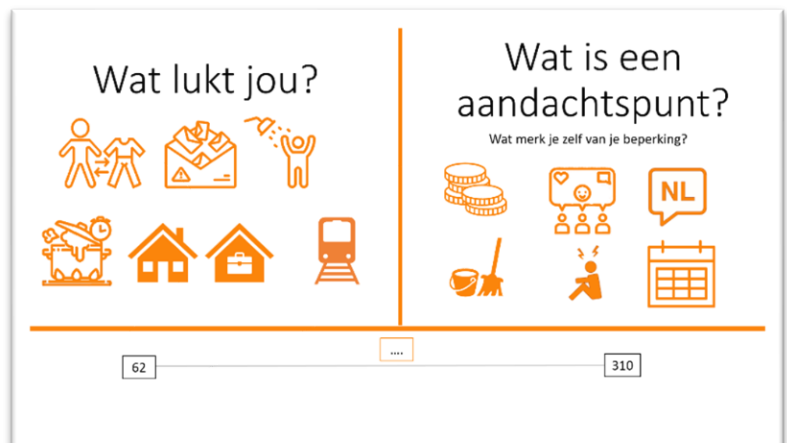 Wat lukt jou?
Wat is een
aandachtspunt?
Wat merk je zelf van je beperking?
NL
....
62
310